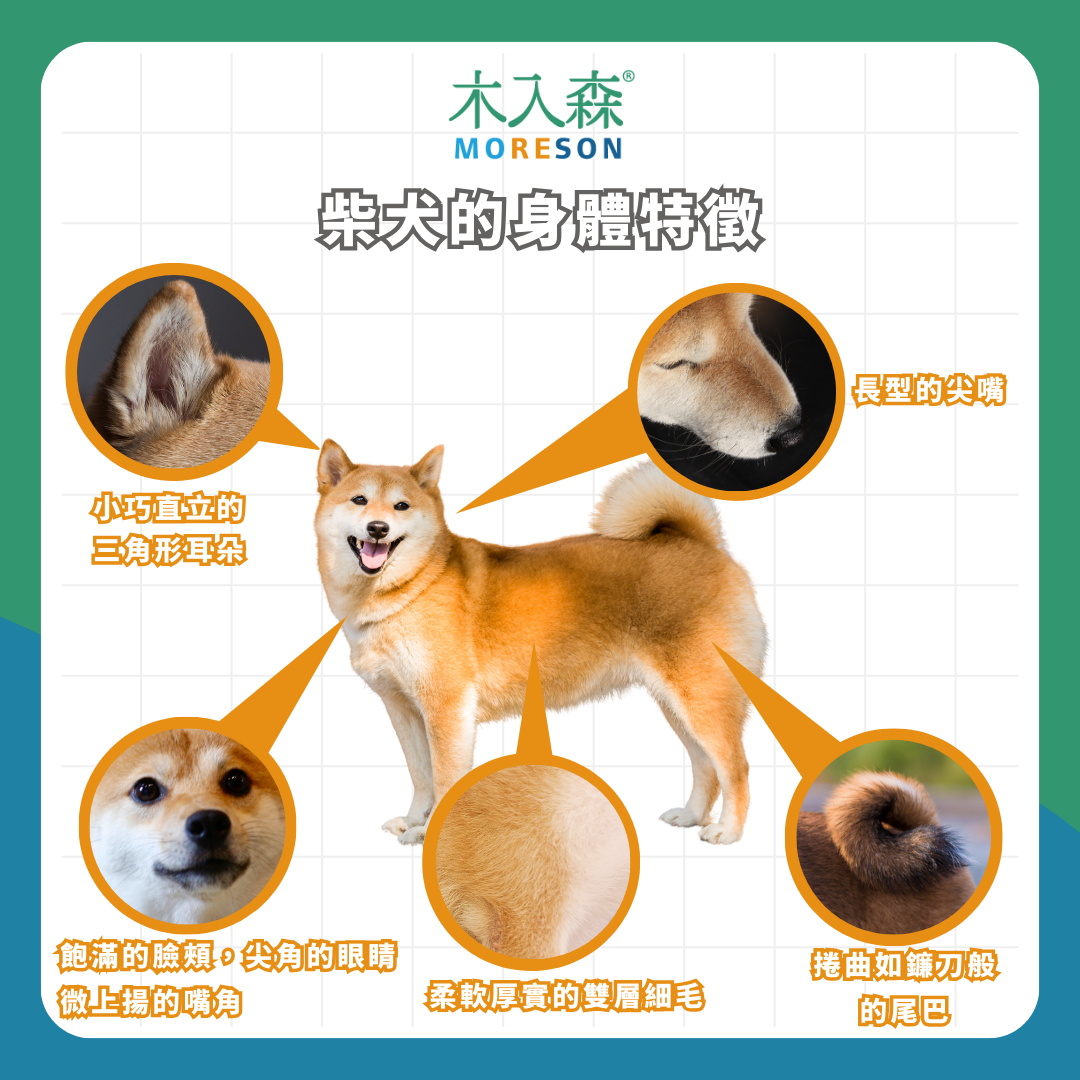 木入森®
MORESON
柴犬的身體特徵
長型的尖嘴
小巧直立的
三角形耳朵
飽滿的臉頰，尖角的眼睛
微上揚的嘴角
柔軟厚實的雙層細毛
捲曲如鐮刀般
的尾巴